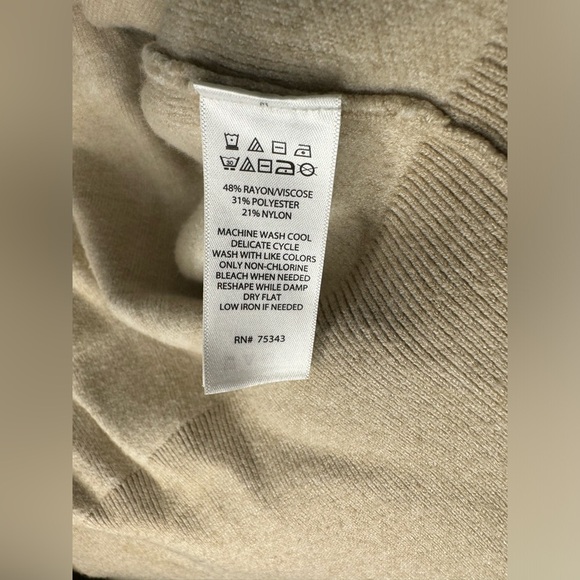 30
48% RAYON/VISCOSE
31% POLYESTER
21% NYLON
MACHINE WASH COOL
DELICATE CYCLE
WASH WITH LIKE COLORS
ONLY NON-CHLORINE
BLEACH WHEN NEEDED
RESHAPE WHILE DAMP
DRY FLAT
LOW IRON IF NEEDED
RN# 75343